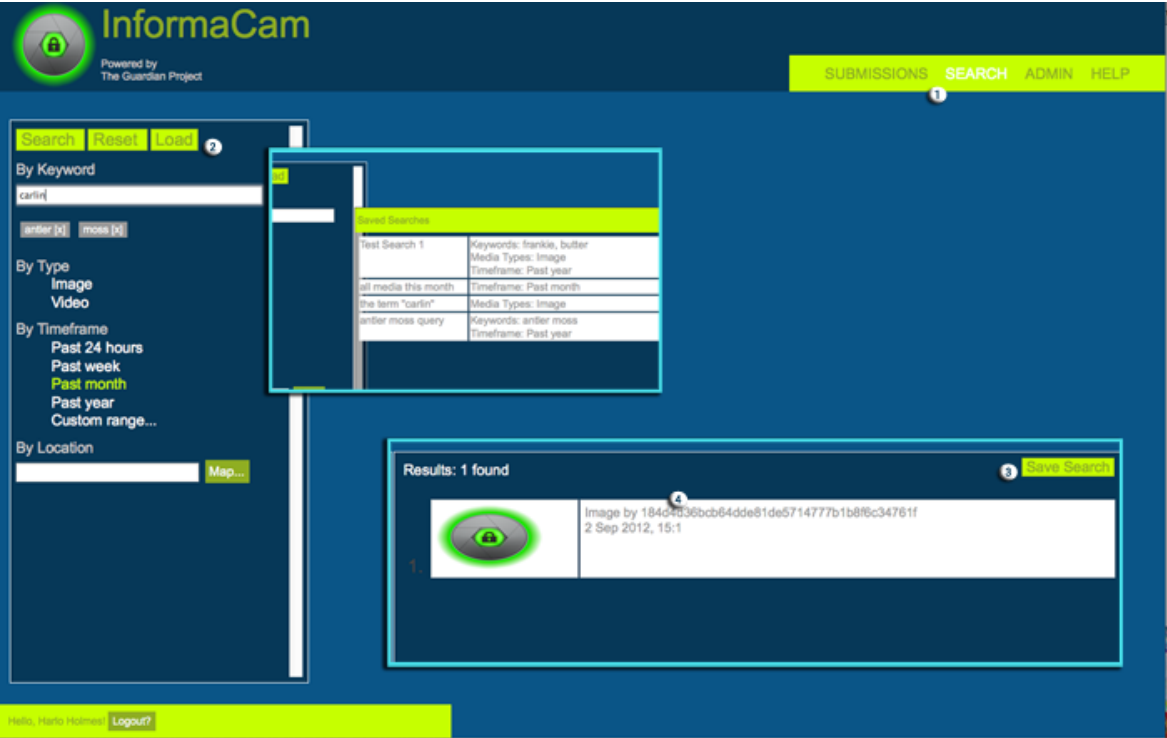 InformaCam
Powered by
The Guardian Project
SUBMISSIONS SEARCH ADMIN HELP
1
Search Reset Load 2
By Keyword
carlin
antler [x] moss [x]
By Type
Image
Video
By Timeframe
Past 24 hours
Past week
Past month
Past year
Custom range...
By Location
Map...
ad
Saved Searches
Test Search 1 Keywords: frankie, butter
Media Types: Image
Timeframe: Past year
all media this month Timeframe: Past month
the term "carlin" Media Types: Image
antler moss query Keywords: antler moss
Timeframe: Past year
Results: 1 found 3 Save Search
4
Image by 184d4d36bcb64dde81de5714777b1b8f6c34761f
2 Sep 2012, 15:1
1.
Hello, Harlo Holmes! Logout?